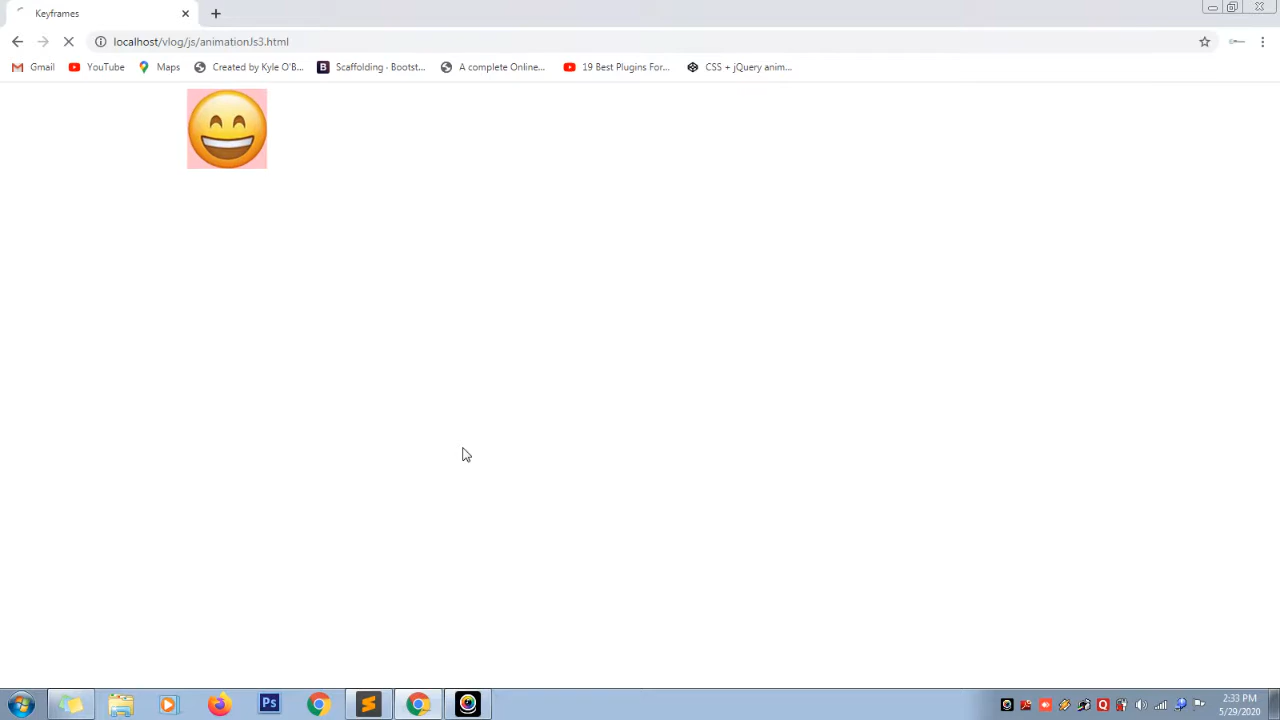 Keyframes
localhost/vlog/js/animationJs3.html
Gmail YouTube Maps Created by Kyle O'B... Scaffolding · Bootst... A complete Online... 19 Best Plugins For... CSS + jQuery anim...
Ps
2:33 PM
5/29/2020